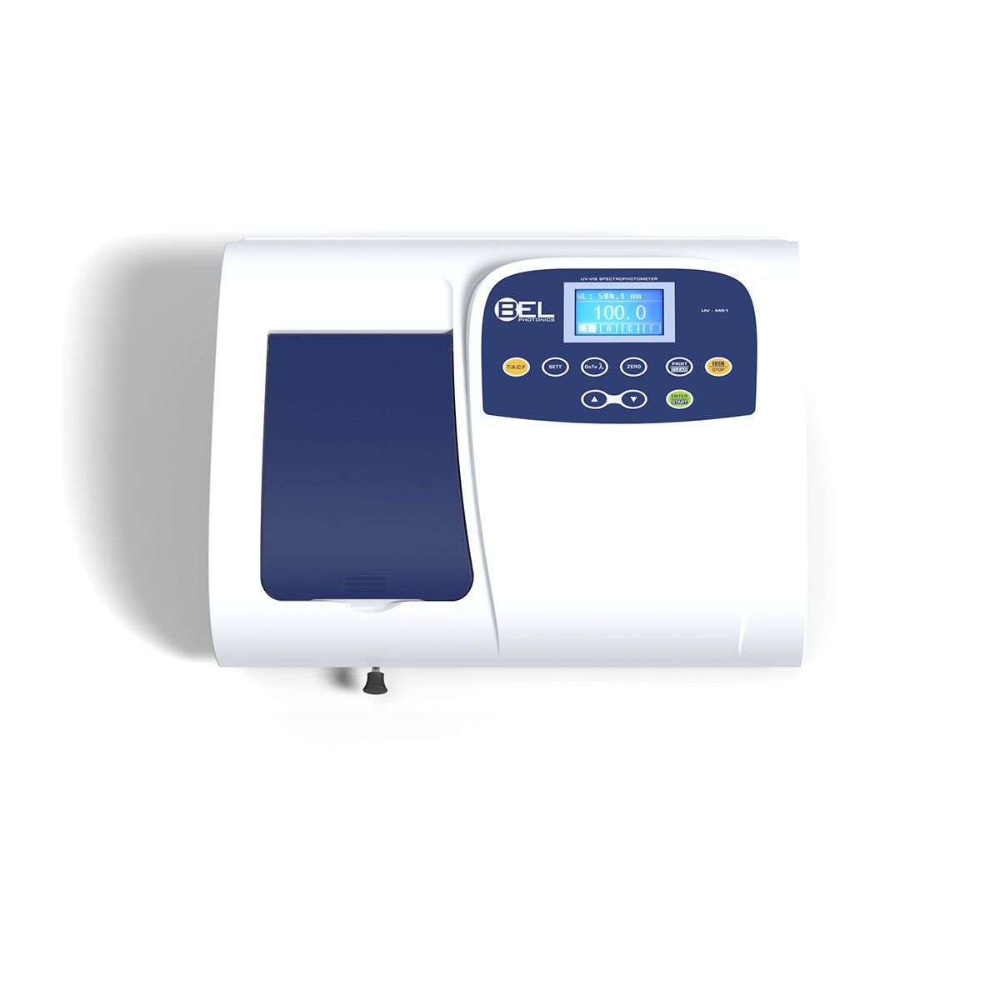 UV-VIS SPECTROPHOTOMETER
WL: 584.1 nm
100.0
T A C F
BEL
PHOTONICS
UV - M51
T|A|C|F
SETT
GoTo λ
ZERO
PRINT
CLEAR
ESC
STOP
▲
▼
ENTER
START